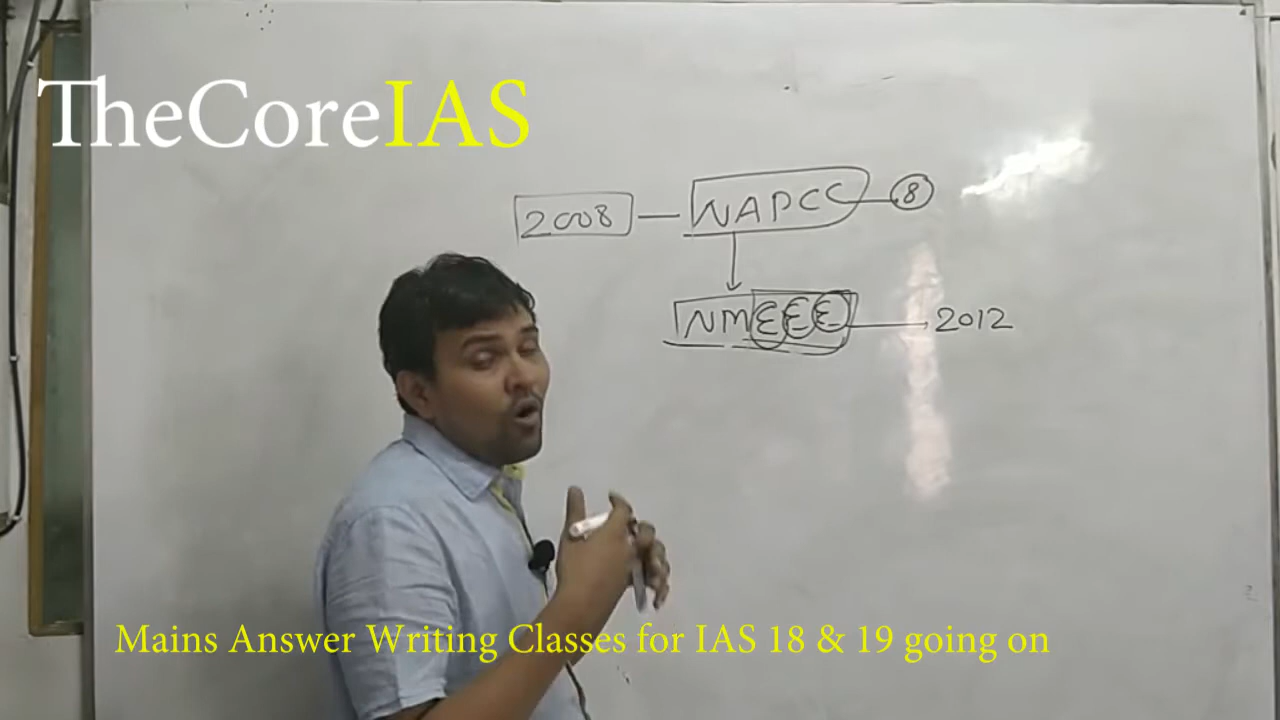 TheCoreIAS
2008 — NAPCC — 8
NMEEE — 2012
Mains Answer Writing Classes for IAS 18 & 19 going on